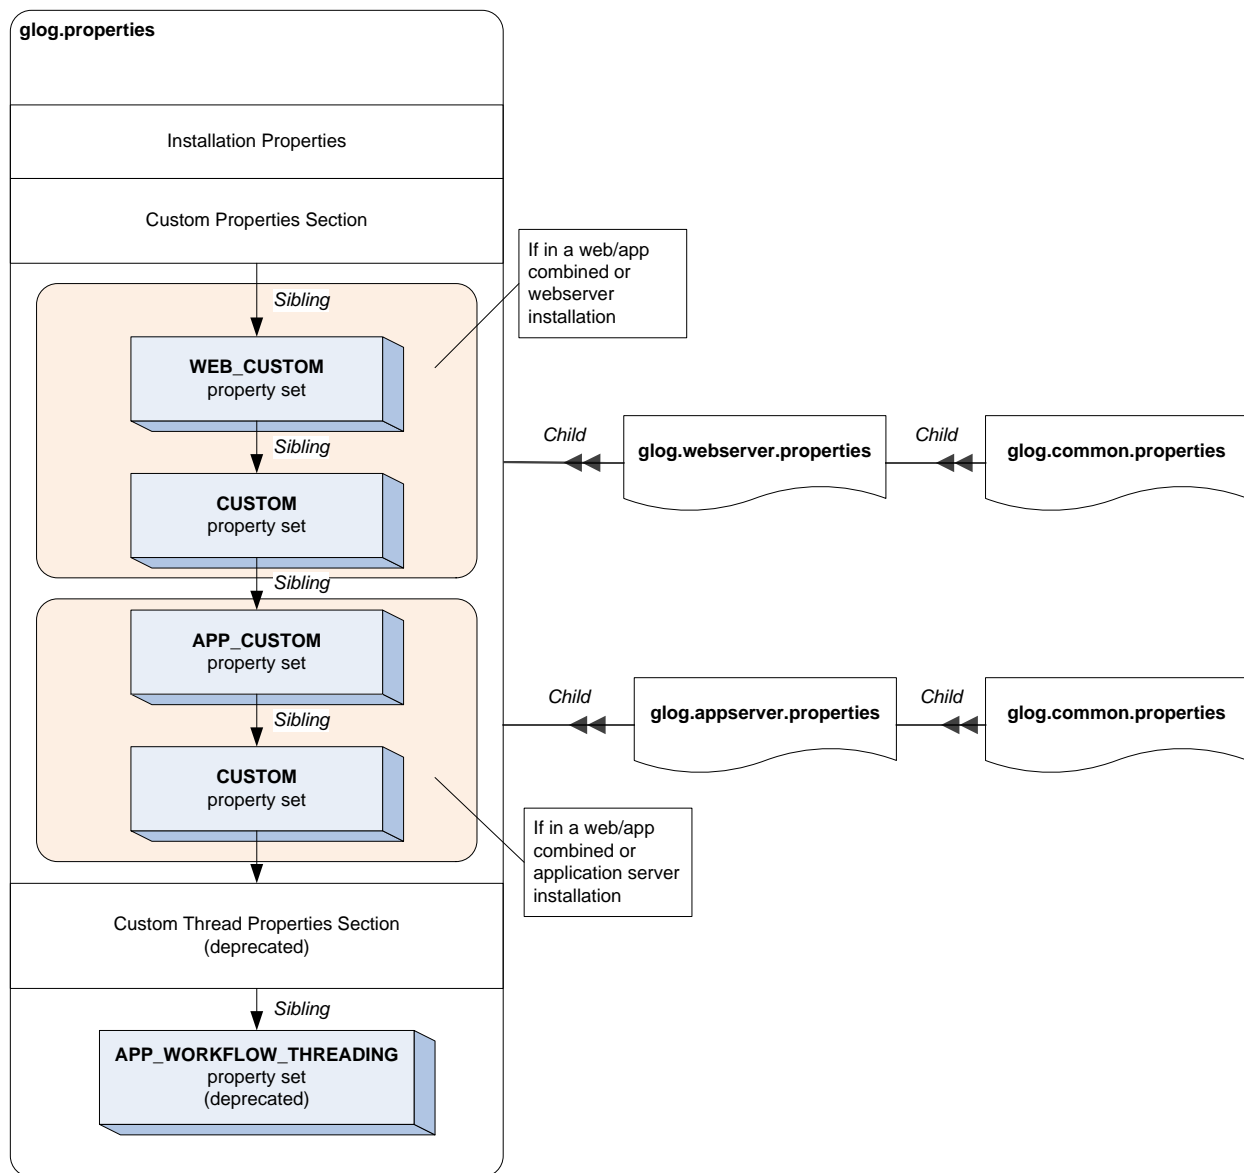 glog.properties
Installation Properties
Custom Properties Section
If in a web/app
combined or
webserver
installation
Sibling
WEB_CUSTOM
property set
Sibling
CUSTOM
property set
Child
glog.webserver.properties
Child
glog.common.properties
Sibling
APP_CUSTOM
property set
Sibling
CUSTOM
property set
Child
glog.appserver.properties
Child
glog.common.properties
If in a web/app
combined or
application server
installation
Custom Thread Properties Section
(deprecated)
Sibling
APP_WORKFLOW_THREADING
property set
(deprecated)